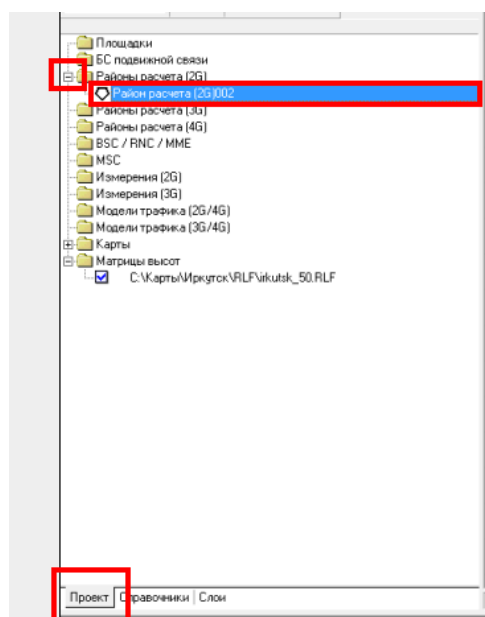 Площадки
БС подвижной связи
Районы расчета (2G)
Район расчета (2G)002
Районы расчета (3G)
Районы расчета (4G)
BSC / RNC / MME
MSC
Измерения (2G)
Измерения (3G)
Модели трафика (2G/4G)
Модели трафика (3G/4G)
Карты
Матрицы высот
C:\Карты\Иркутск\RLF\irkutsk_50.RLF
Проект Справочники Слои